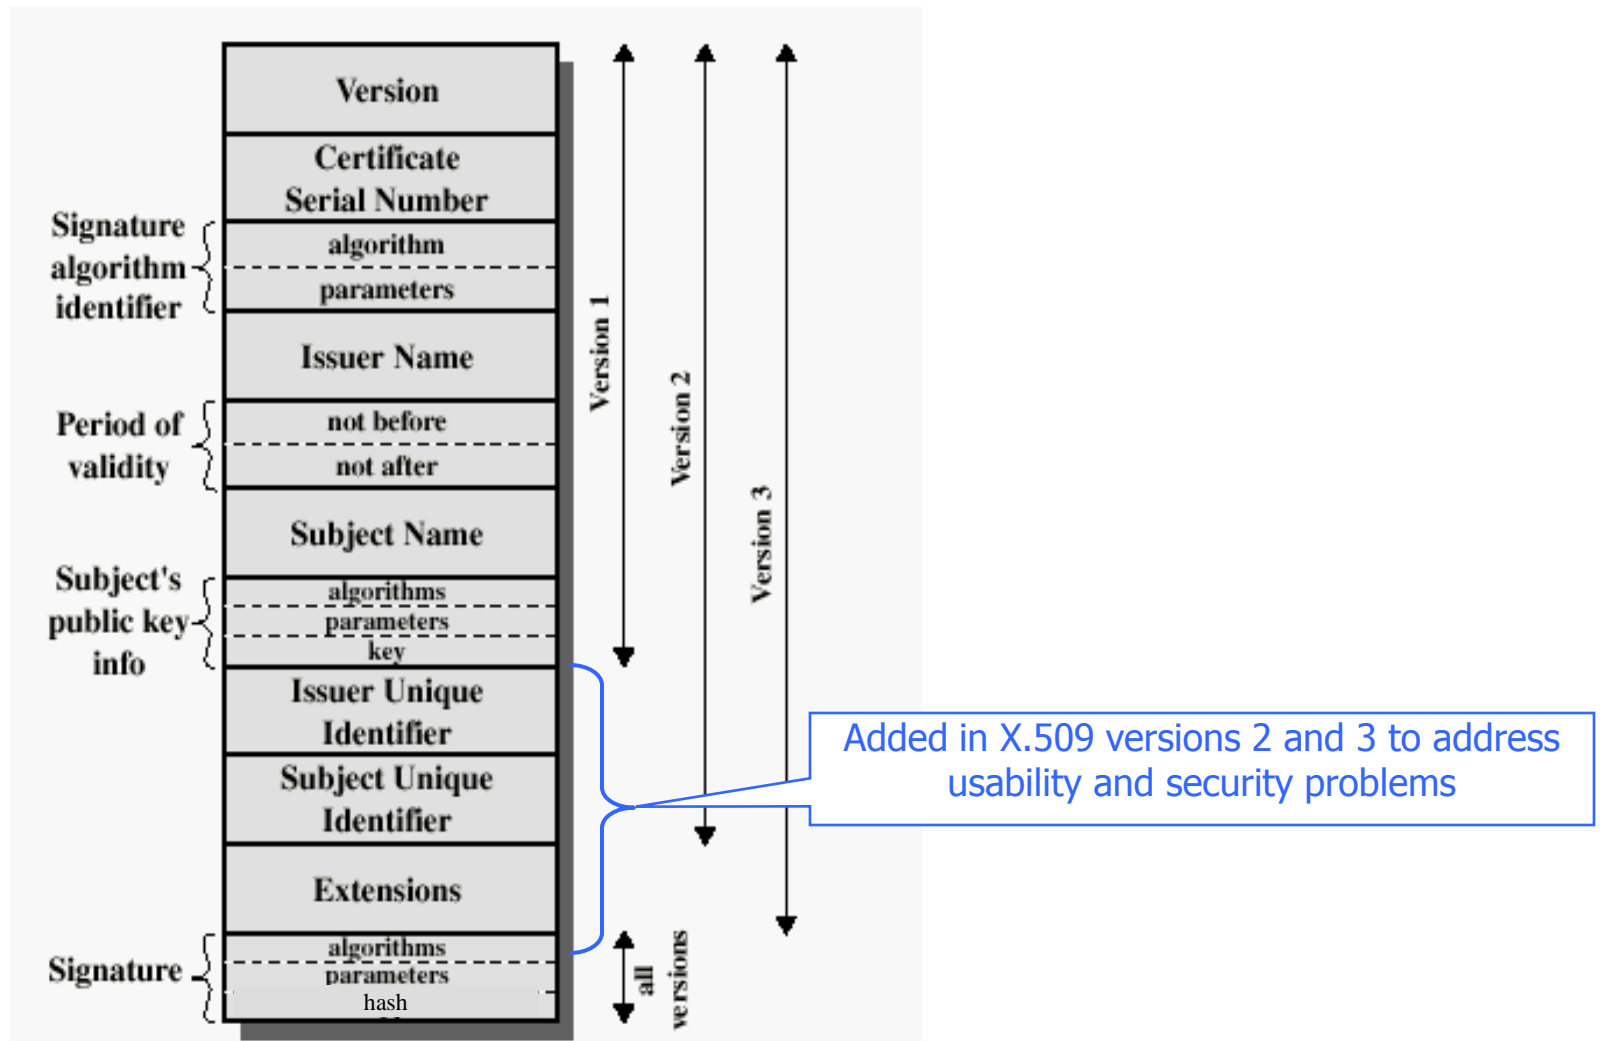 Version
Certificate
Serial Number
Signature
algorithm
identifier
algorithm
parameters
Issuer Name
Period of
validity
not before
not after
Subject Name
Subject's
public key
info
algorithms
parameters
key
Issuer Unique
Identifier
Subject Unique
Identifier
Extensions
Signature
algorithms
parameters
hash
Version 1
Version 2
Version 3
all
versions
Added in X.509 versions 2 and 3 to address
usability and security problems